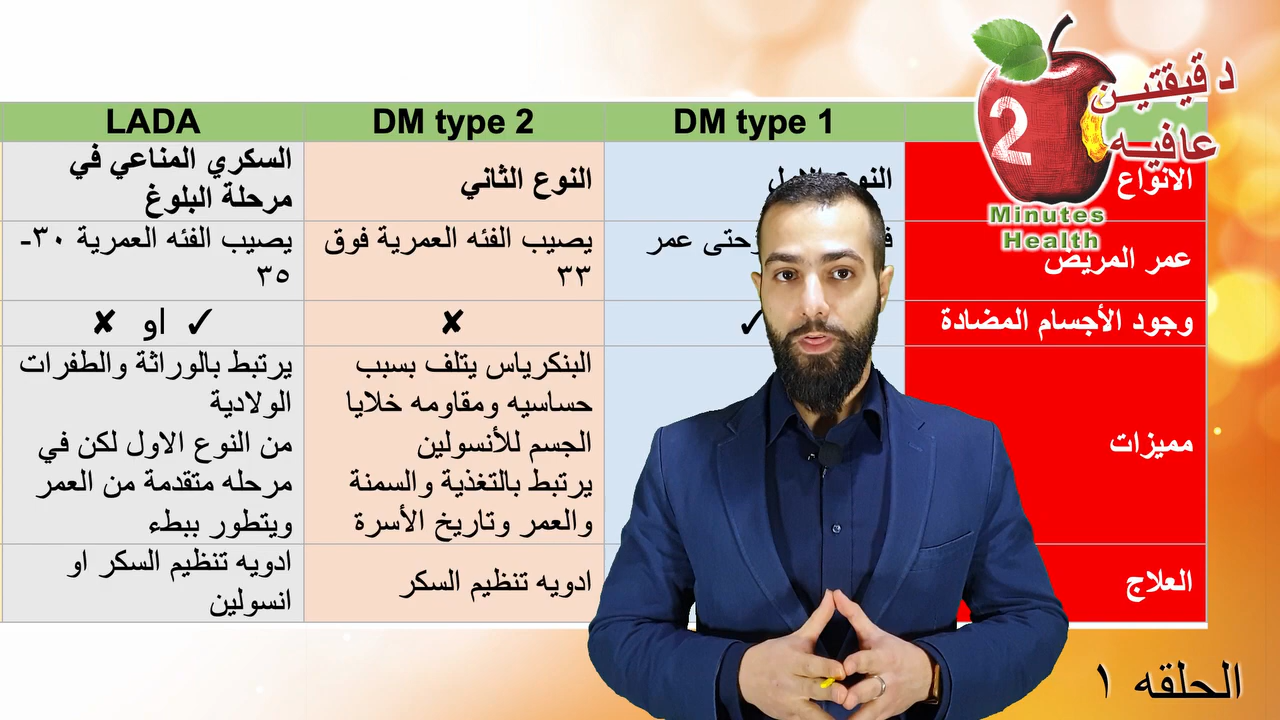 دقيقتيـن
عافيـه
2
Minutes
Health
LADA
DM type 2
DM type 1
الانواع
النوع
النوع الثاني
السكري المناعي في
مرحلة البلوغ
عمر المريض
حتى عمر
يصيب الفئه العمرية فوق
٣٣
يصيب الفئه العمرية ٣٠-
٣٥
وجود الأجسام المضادة
✓
✘
✓ او ✘
مميزات
البنكرياس يتلف بسبب
حساسيه ومقاومه خلايا
الجسم للأنسولين
يرتبط بالتغذية والسمنة
والعمر وتاريخ الأسرة
يرتبط بالوراثة والطفرات
الولادية
من النوع الاول لكن في
مرحله متقدمة من العمر
ويتطور ببطء
العلاج
ادويه تنظيم السكر
ادويه تنظيم السكر او
انسولين
الحلقه ١